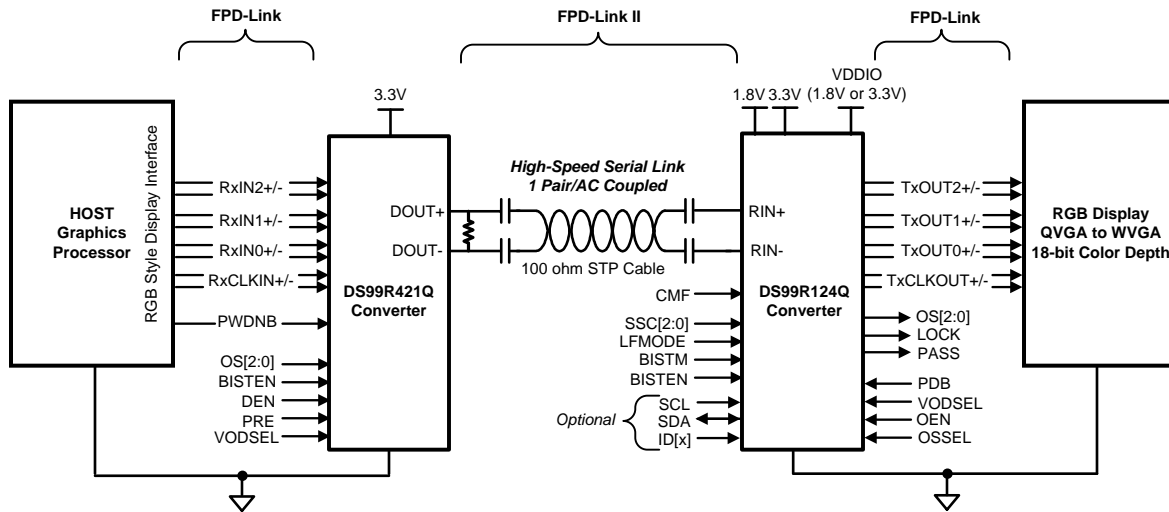 FPD-Link
FPD-Link II
FPD-Link
VDDIO
(1.8V or 3.3V)
3.3V
1.8V
3.3V
HOST
Graphics
Processor
RGB Style Display Interface
RxIN2+/-
RxIN1+/-
RxIN0+/-
RxCLKIN+/-
PWDNB
OS[2:0]
BISTEN
DEN
PRE
VODSEL
DS99R421Q
Converter
DOUT+
DOUT-
High-Speed Serial Link
1 Pair/AC Coupled
100 ohm STP Cable
RIN+
RIN-
DS99R124Q
Converter
CMF
SSC[2:0]
LFMODE
BISTM
BISTEN
Optional
SCL
SDA
ID[x]
TxOUT2+/-
TxOUT1+/-
TxOUT0+/-
TxCLKOUT+/-
OS[2:0]
LOCK
PASS
PDB
VODSEL
OEN
OSSEL
RGB Display
QVGA to WVGA
18-bit Color Depth